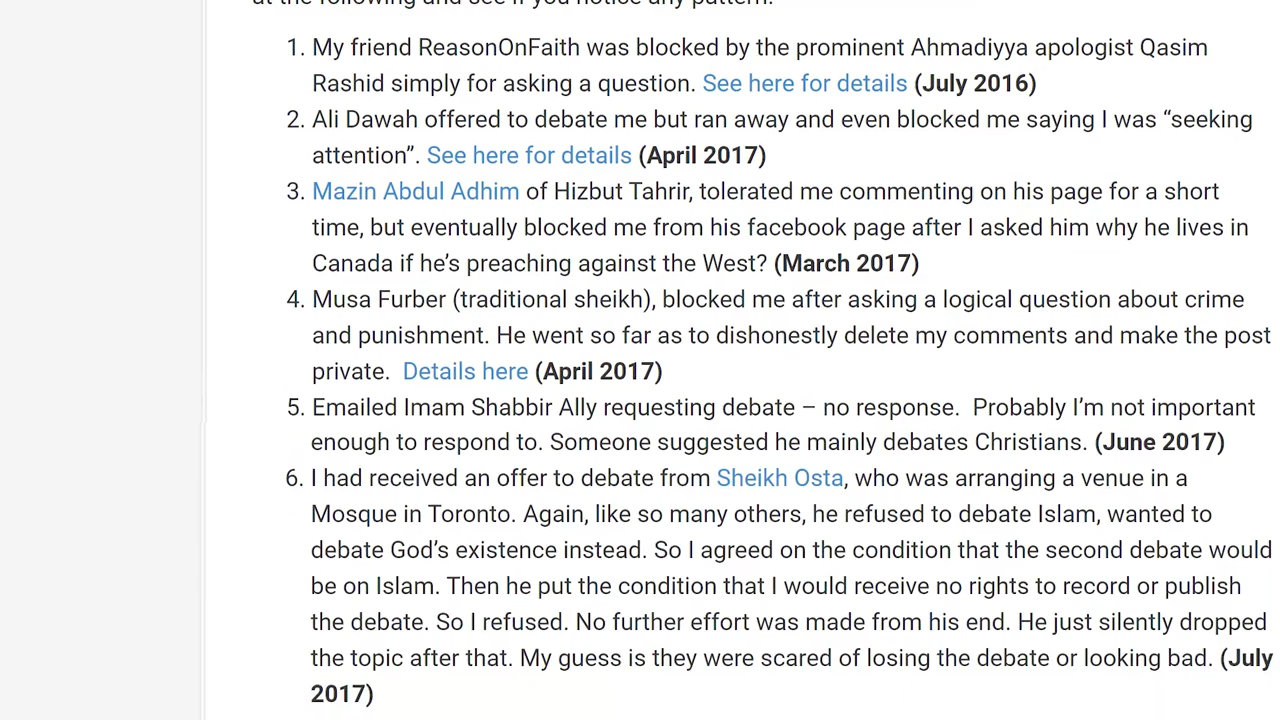 at the following and see if you notice any pattern.
1. My friend ReasonOnFaith was blocked by the prominent Ahmadiyya apologist Qasim
Rashid simply for asking a question. See here for details (July 2016)
2. Ali Dawah offered to debate me but ran away and even blocked me saying I was “seeking
attention”. See here for details (April 2017)
3. Mazin Abdul Adhim of Hizbut Tahrir, tolerated me commenting on his page for a short
time, but eventually blocked me from his facebook page after I asked him why he lives in
Canada if he’s preaching against the West? (March 2017)
4. Musa Furber (traditional sheikh), blocked me after asking a logical question about crime
and punishment. He went so far as to dishonestly delete my comments and make the post
private. Details here (April 2017)
5. Emailed Imam Shabbir Ally requesting debate – no response. Probably I’m not important
enough to respond to. Someone suggested he mainly debates Christians. (June 2017)
6. I had received an offer to debate from Sheikh Osta, who was arranging a venue in a
Mosque in Toronto. Again, like so many others, he refused to debate Islam, wanted to
debate God’s existence instead. So I agreed on the condition that the second debate would
be on Islam. Then he put the condition that I would receive no rights to record or publish
the debate. So I refused. No further effort was made from his end. He just silently dropped
the topic after that. My guess is they were scared of losing the debate or looking bad. (July
2017)